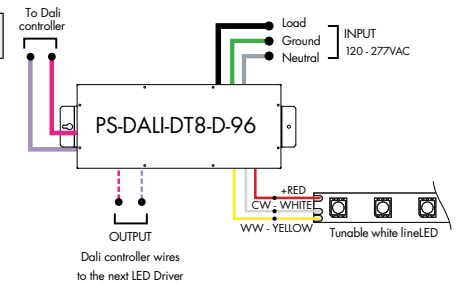 To Dali
controller
Load
Ground
Neutral
INPUT
120 - 277VAC
PS-DALI-DT8-D-96
+RED
CW - WHITE
WW - YELLOW
Tunable white lineLED
OUTPUT
Dali controller wires
to the next LED Driver